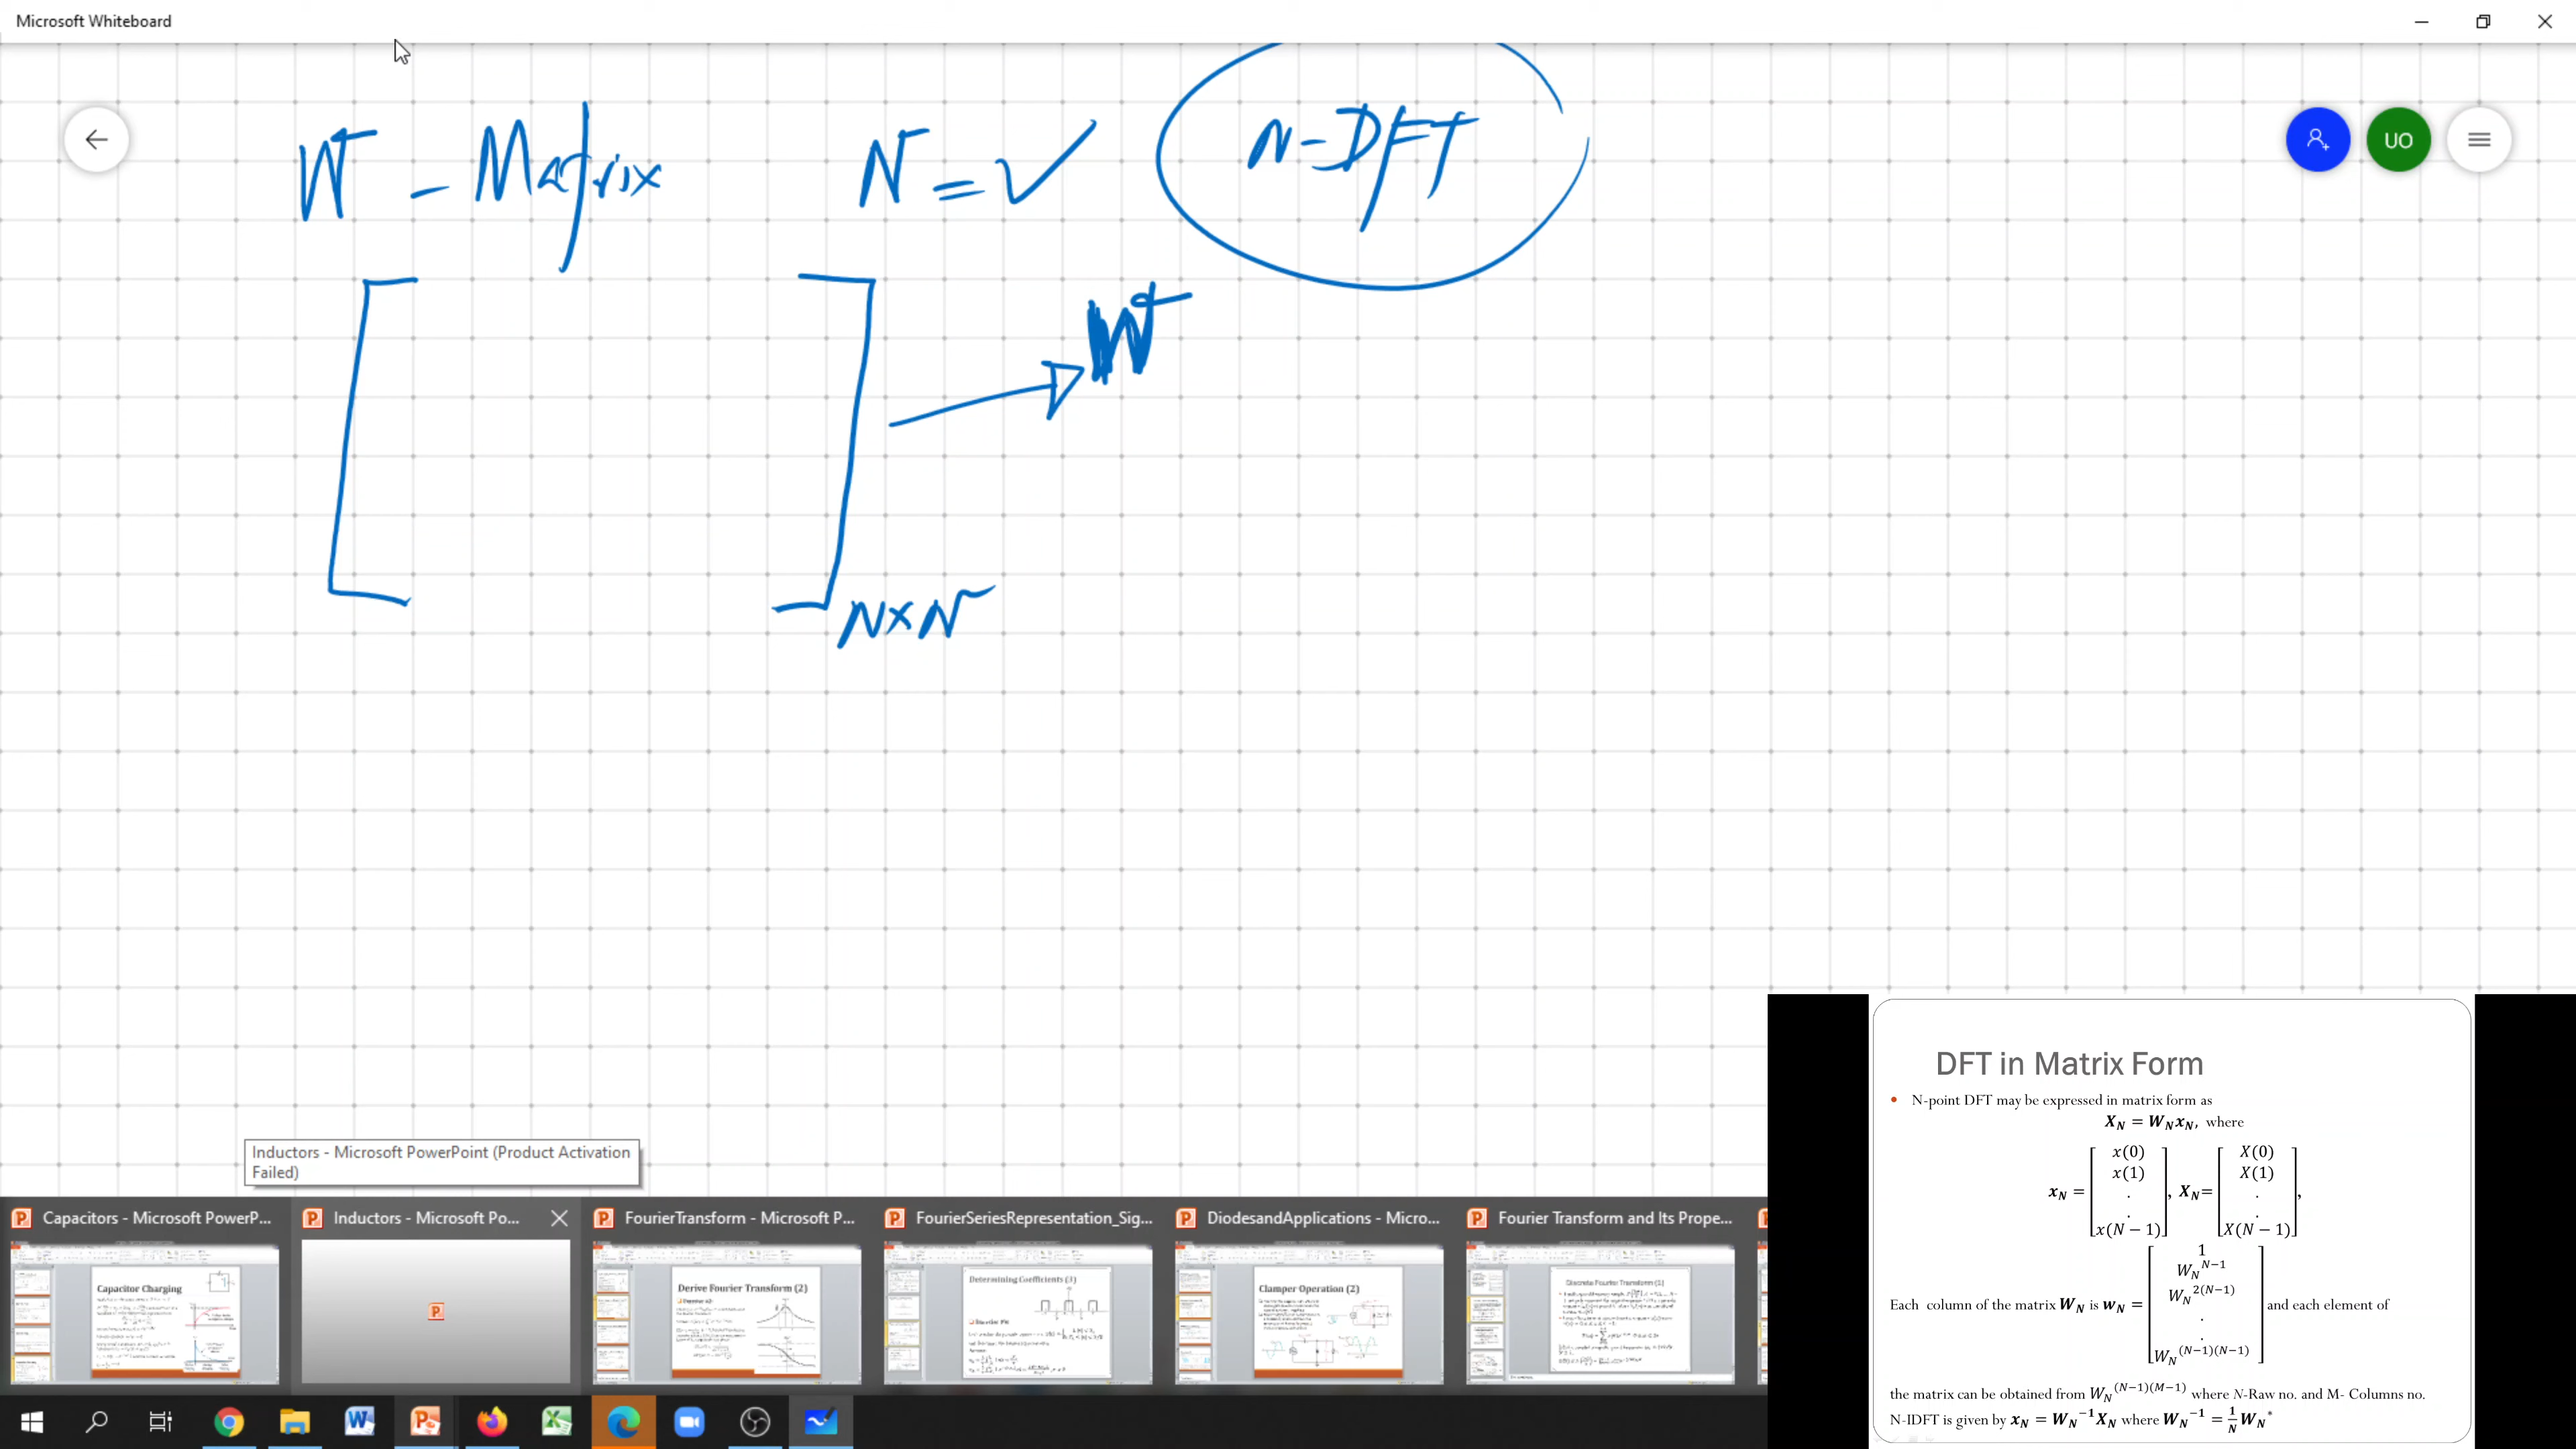 Microsoft Whiteboard
W - Matrix N = ✓ n-DFT
UO
W
N×N
DFT in Matrix Form
• N-point DFT may be expressed in matrix form as
X_N = W_N x_N, where
x_N = [x(0) x(1) . . x(N − 1)], X_N = [X(0) X(1) . . X(N − 1)],
Each column of the matrix W_N is w_N = [1 W_N^{N−1} W_N^{2(N−1)} . . W_N^{(N−1)(N−1)}] and each element of
the matrix can be obtained from W_N^{(N−1)(M−1)} where N-Raw no. and M- Columns no.
N-IDFT is given by x_N = W_N^{−1} X_N where W_N^{−1} = 1/N W_N^*
Inductors - Microsoft PowerPoint (Product Activation
Failed)
Capacitors - Microsoft PowerP...
Inductors - Microsoft Po...
FourierTransform - Microsoft P...
FourierSeriesRepresentation_Sig...
DiodesandApplications - Micro...
Fourier Transform and Its Prope...
Capacitor Charging
Derive Fourier Transform (2)
Determining Coefficients (3)
Clamper Operation (2)
Discrete Fourier Transform (1)